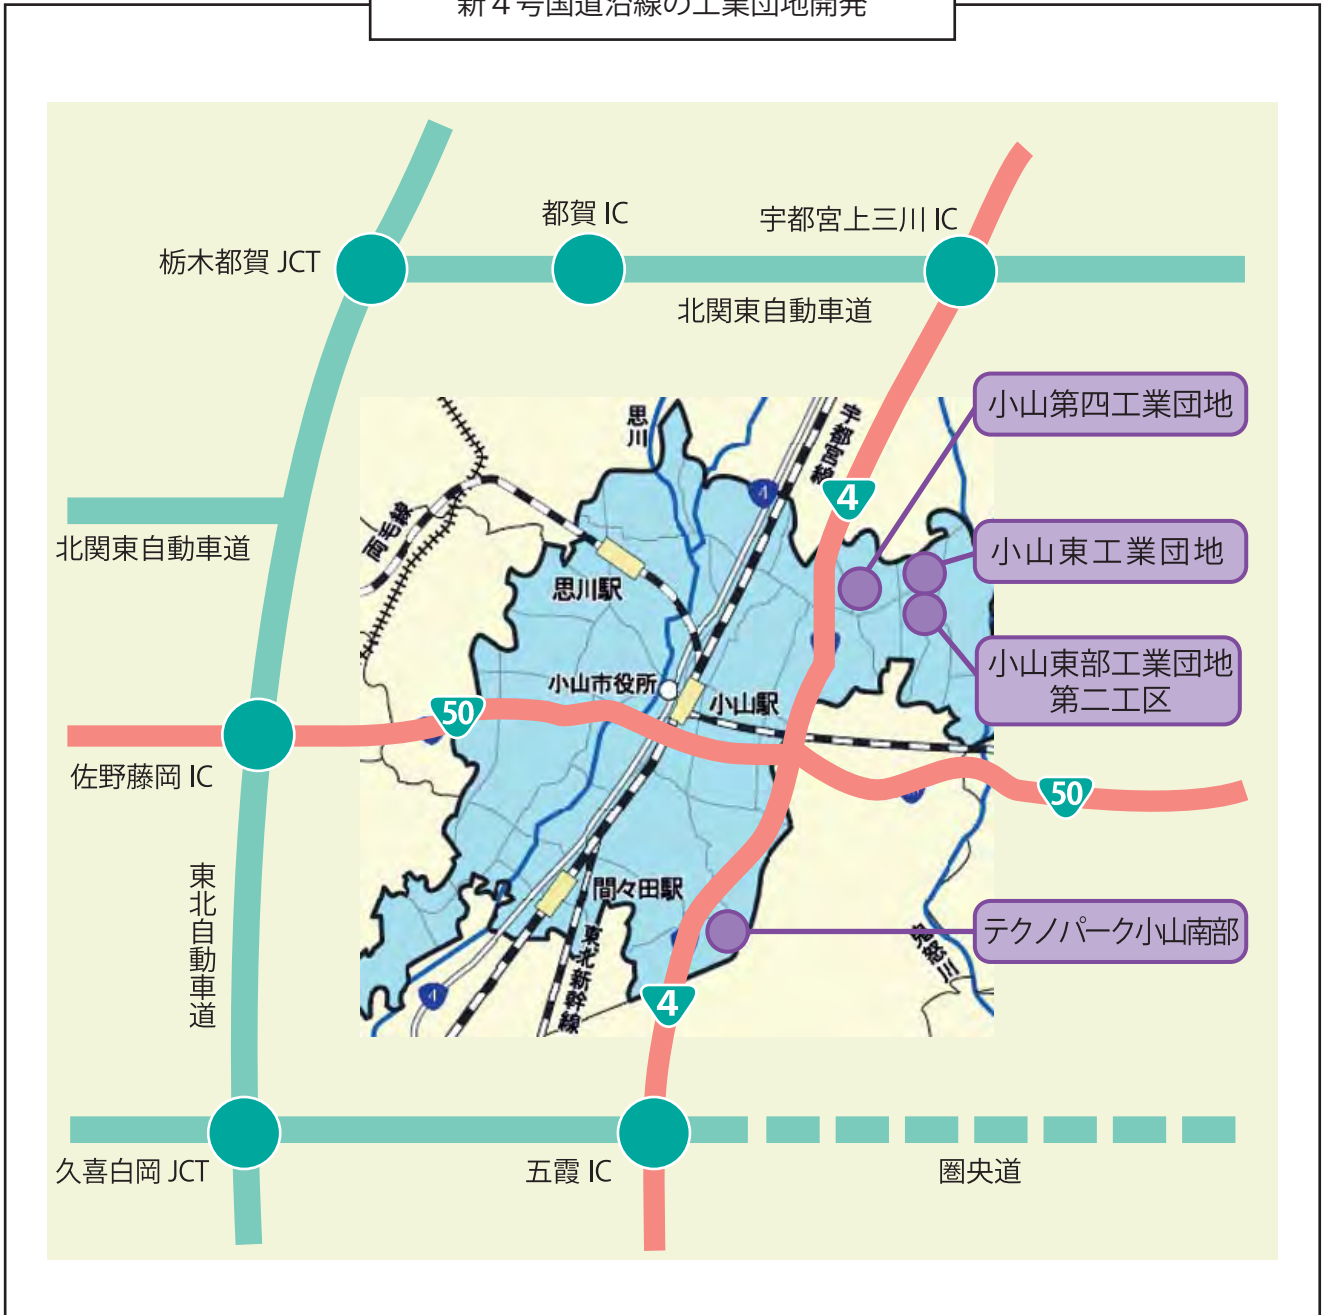 新４号国道沿線の工業団地開発
都賀 IC
宇都宮上三川 IC
栃木都賀 JCT
北関東自動車道
小山第四工業団地
思川
宇都宮線
4
4
両毛線
北関東自動車道
小山東工業団地
思川駅
小山東部工業団地
第二工区
小山市役所
小山駅
50
佐野藤岡 IC
50
東北自動車道
間々田駅
テクノパーク小山南部
鬼怒川
東北新幹線
4
4
久喜白岡 JCT
五霞 IC
圏央道